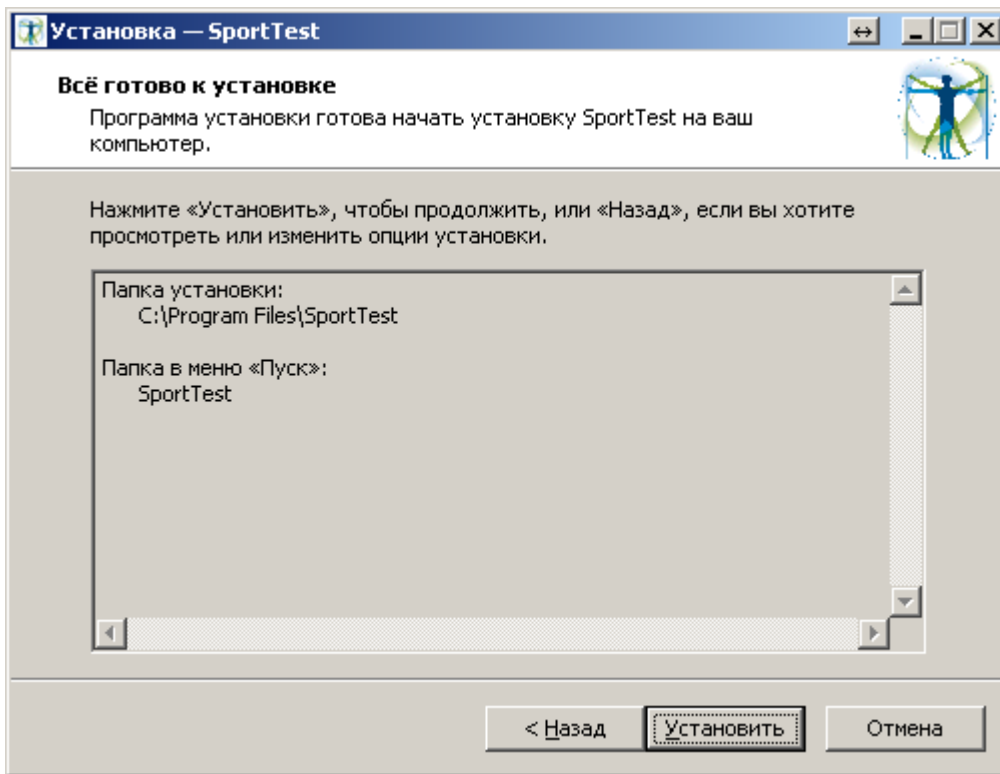 Установка — SportTest
Всё готово к установке
Программа установки готова начать установку SportTest на ваш
компьютер.
Нажмите «Установить», чтобы продолжить, или «Назад», если вы хотите
просмотреть или изменить опции установки.
Папка установки:
C:\Program Files\SportTest
Папка в меню «Пуск»:
SportTest
< Назад
Установить
Отмена